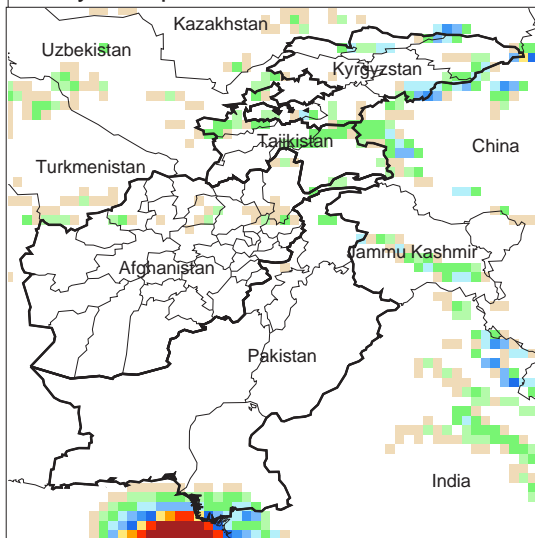 Kazakhstan
Uzbekistan
Kyrgyzstan
Tajikistan
China
Turkmenistan
Jammu Kashmir
Afghanistan
Pakistan
India